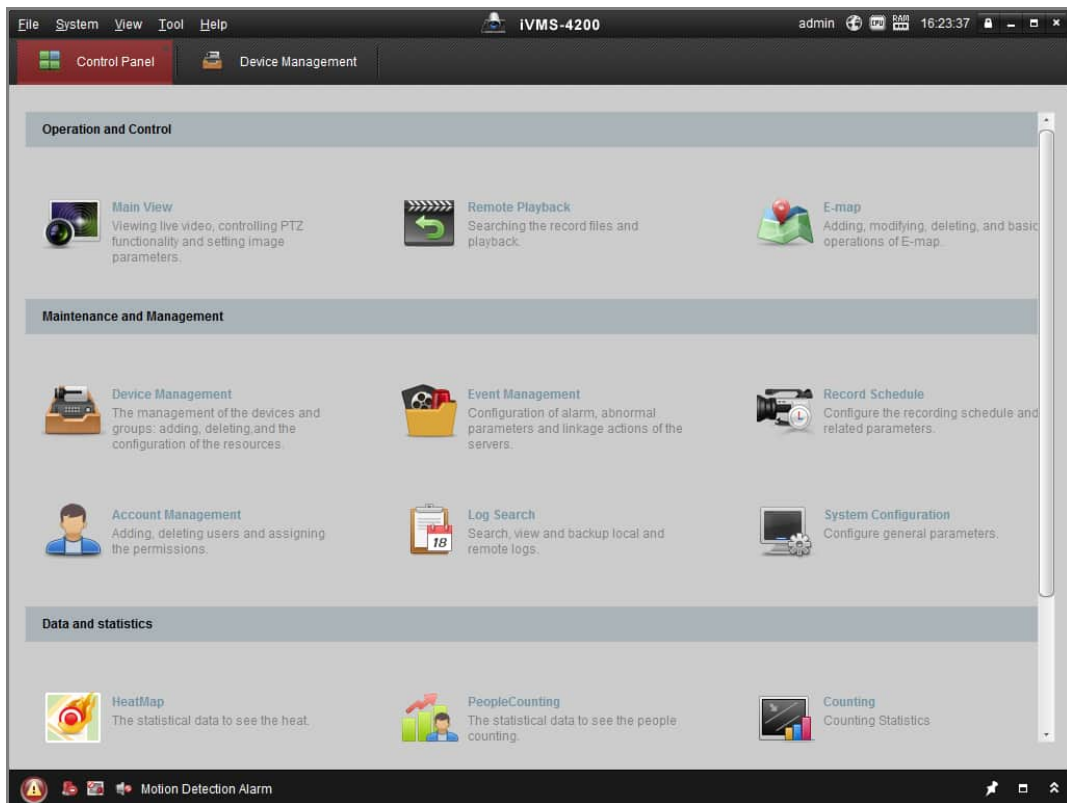 File System View Tool Help
iVMS-4200
admin CPU RAM 16:23:37
Control Panel
Device Management
Operation and Control
Main View
Viewing live video, controlling PTZ
functionality and setting image
parameters.
Remote Playback
Searching the record files and
playback.
E-map
Adding, modifying, deleting, and basic
operations of E-map.
Maintenance and Management
Device Management
The management of the devices and
groups: adding, deleting,and the
configuration of the resources.
Event Management
Configuration of alarm, abnormal
parameters and linkage actions of the
servers.
Record Schedule
Configure the recording schedule and
related parameters.
Account Management
Adding, deleting users and assigning
the permissions.
18
Log Search
Search, view and backup local and
remote logs.
System Configuration
Configure general parameters.
Data and statistics
HeatMap
The statistical data to see the heat.
PeopleCounting
The statistical data to see the people
counting.
Counting
Counting Statistics
Motion Detection Alarm